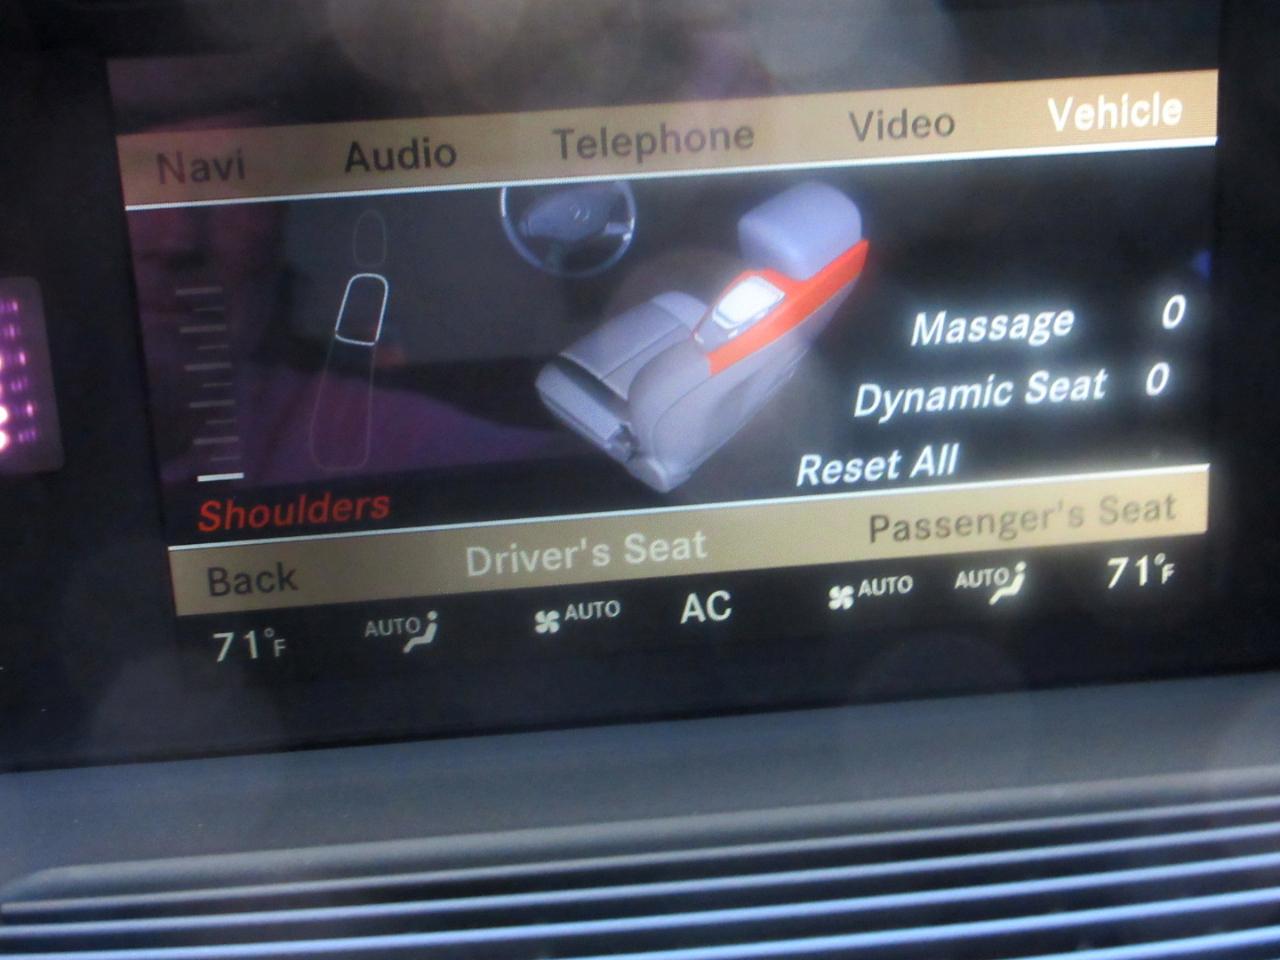 Navi Audio Telephone Video Vehicle
Massage 0
Dynamic Seat 0
Reset All
Shoulders
Back Driver's Seat Passenger's Seat
71°F AUTO AUTO AC AUTO AUTO 71°F